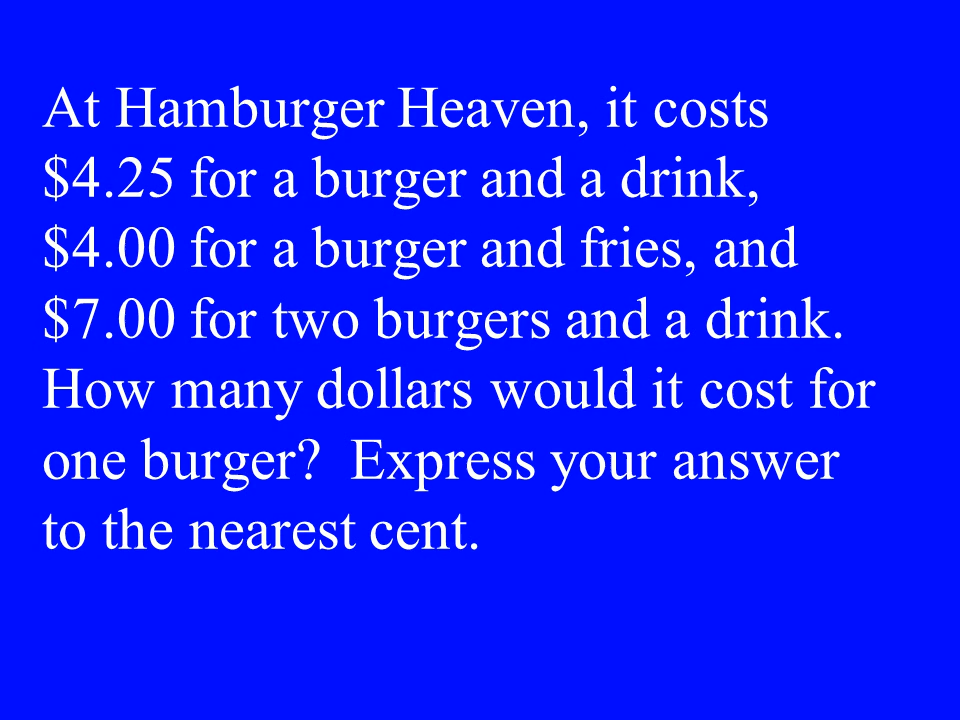 At Hamburger Heaven, it costs
$4.25 for a burger and a drink,
$4.00 for a burger and fries, and
$7.00 for two burgers and a drink.
How many dollars would it cost for
one burger?  Express your answer
to the nearest cent.